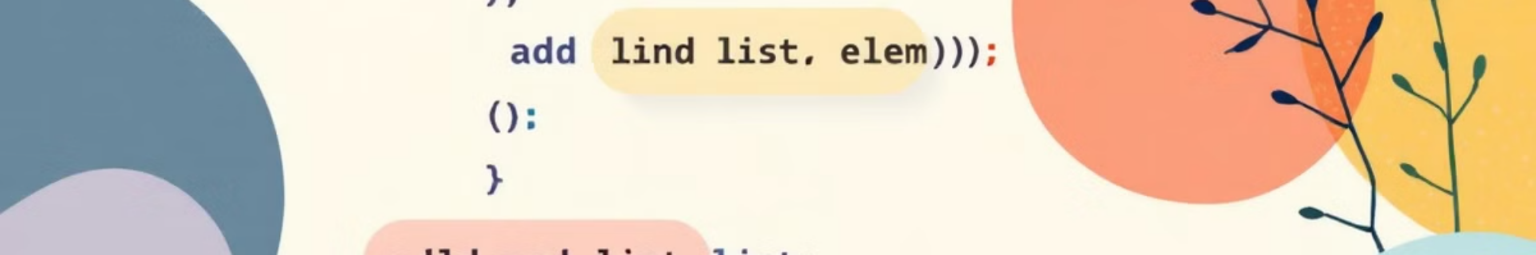 add lind list, elem)));
():
}